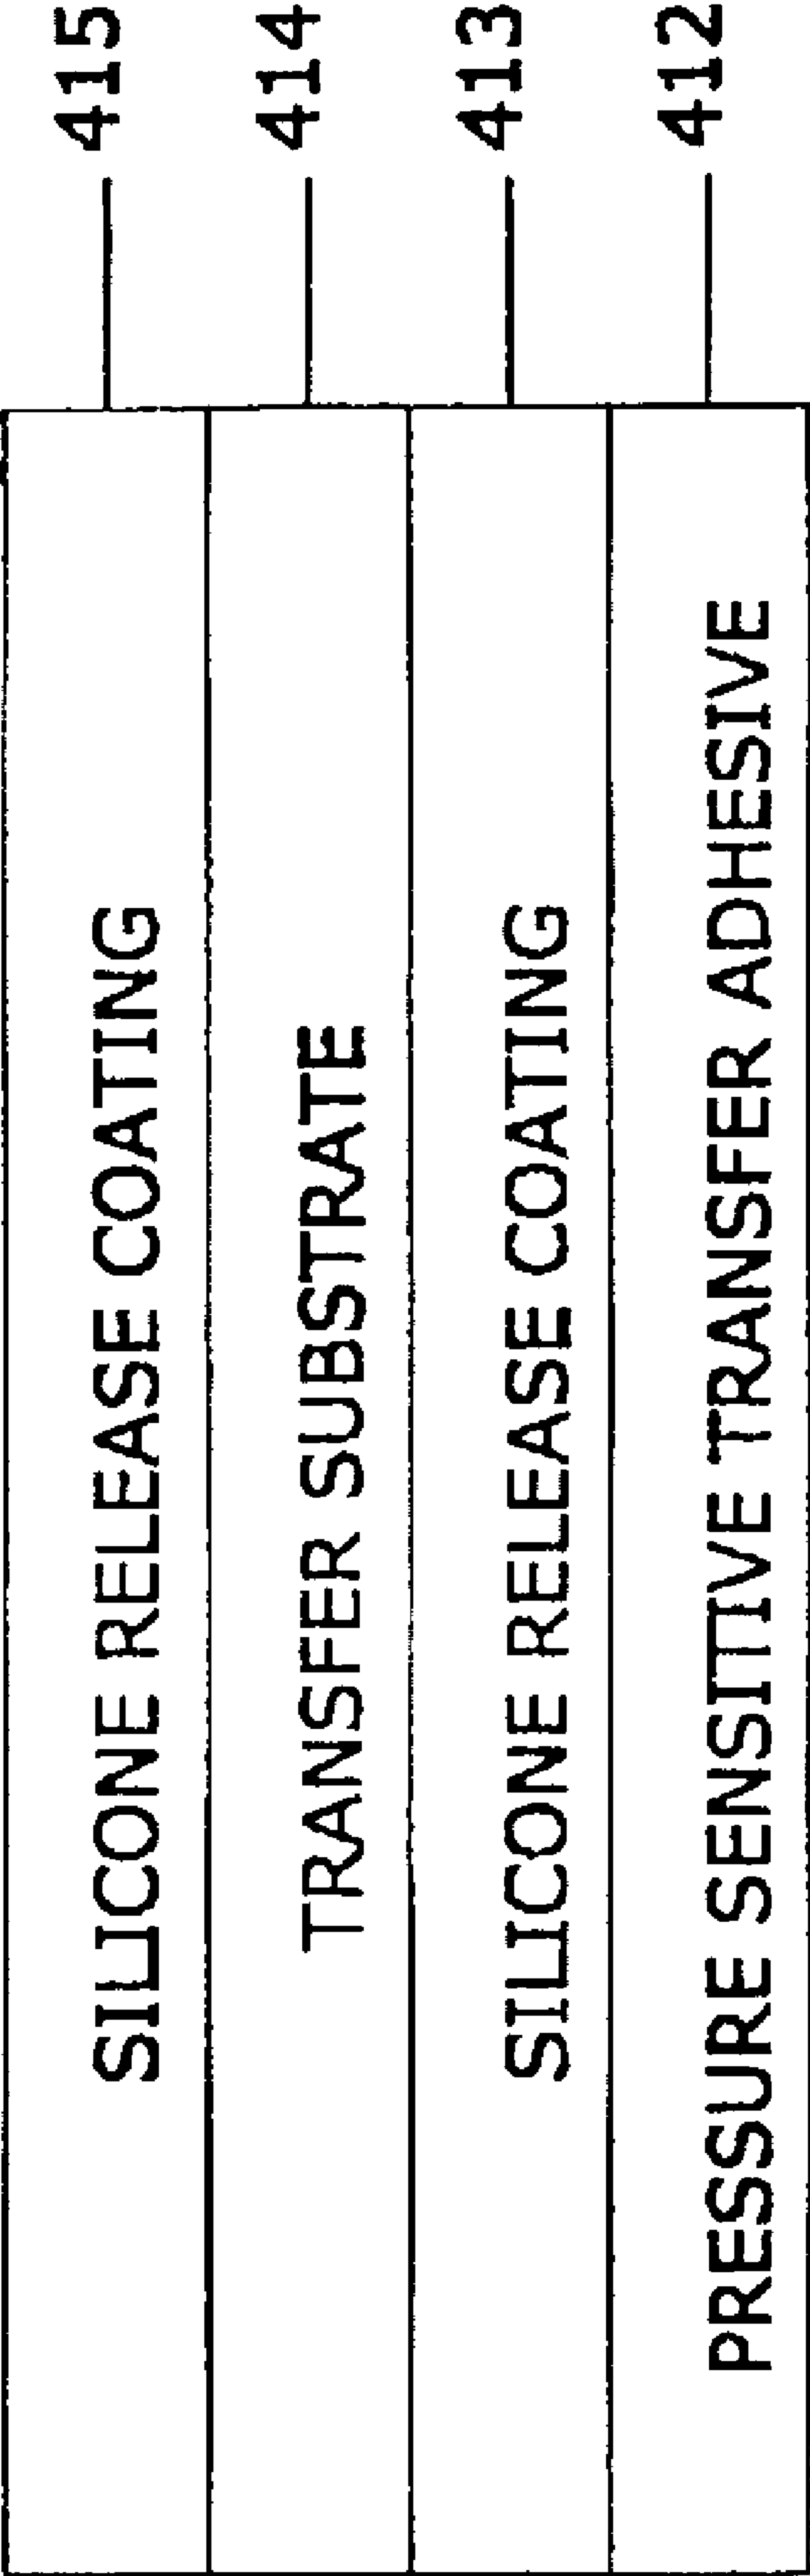 SILICONE RELEASE COATING 415
TRANSFER SUBSTRATE 414
SILICONE RELEASE COATING 413
PRESSURE SENSITIVE TRANSFER ADHESIVE 412